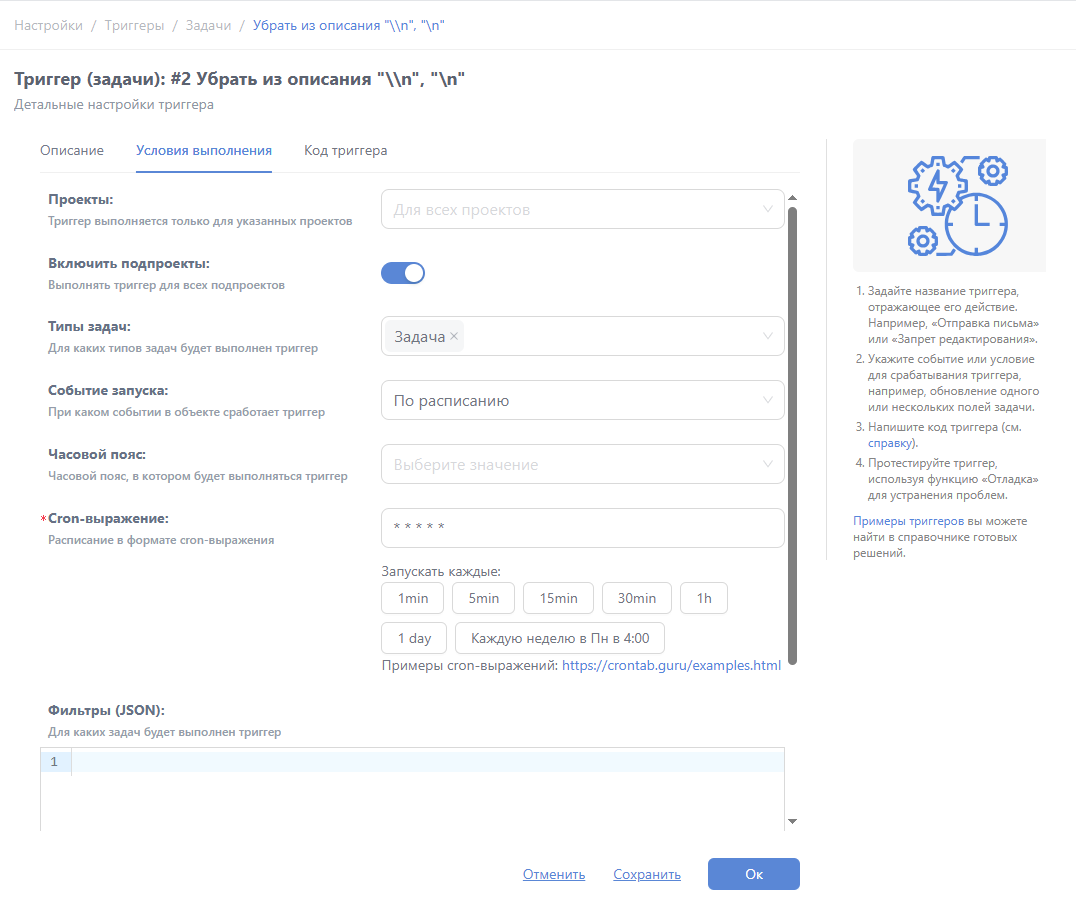 Настройки / Триггеры / Задачи / Убрать из описания "\\n", "\n"
Триггер (задачи): #2 Убрать из описания "\\n", "\n"
Детальные настройки триггера
Описание
Условия выполнения
Код триггера
Проекты:
Триггер выполняется только для указанных проектов
Для всех проектов
Включить подпроекты:
Выполнять триггер для всех подпроектов
Типы задач:
Для каких типов задач будет выполнен триггер
Задача ×
Событие запуска:
При каком событии в объекте сработает триггер
По расписанию
Часовой пояс:
Часовой пояс, в котором будет выполняться триггер
Выберите значение
*Cron-выражение:
Расписание в формате cron-выражения
* * * * *
Запускать каждые:
1min
5min
15min
30min
1h
1 day
Каждую неделю в Пн в 4:00
Примеры cron-выражений: https://crontab.guru/examples.html
Фильтры (JSON):
Для каких задач будет выполнен триггер
1
Отменить
Сохранить
Ок
1. Задайте название триггера,
отражающее его действие.
Например, «Отправка письма»
или «Запрет редактирования».
2. Укажите событие или условие
для срабатывания триггера,
например, обновление одного
или нескольких полей задачи.
3. Напишите код триггера (см.
справку).
4. Протестируйте триггер,
используя функцию «Отладка»
для устранения проблем.
Примеры триггеров вы можете
найти в справочнике готовых
решений.